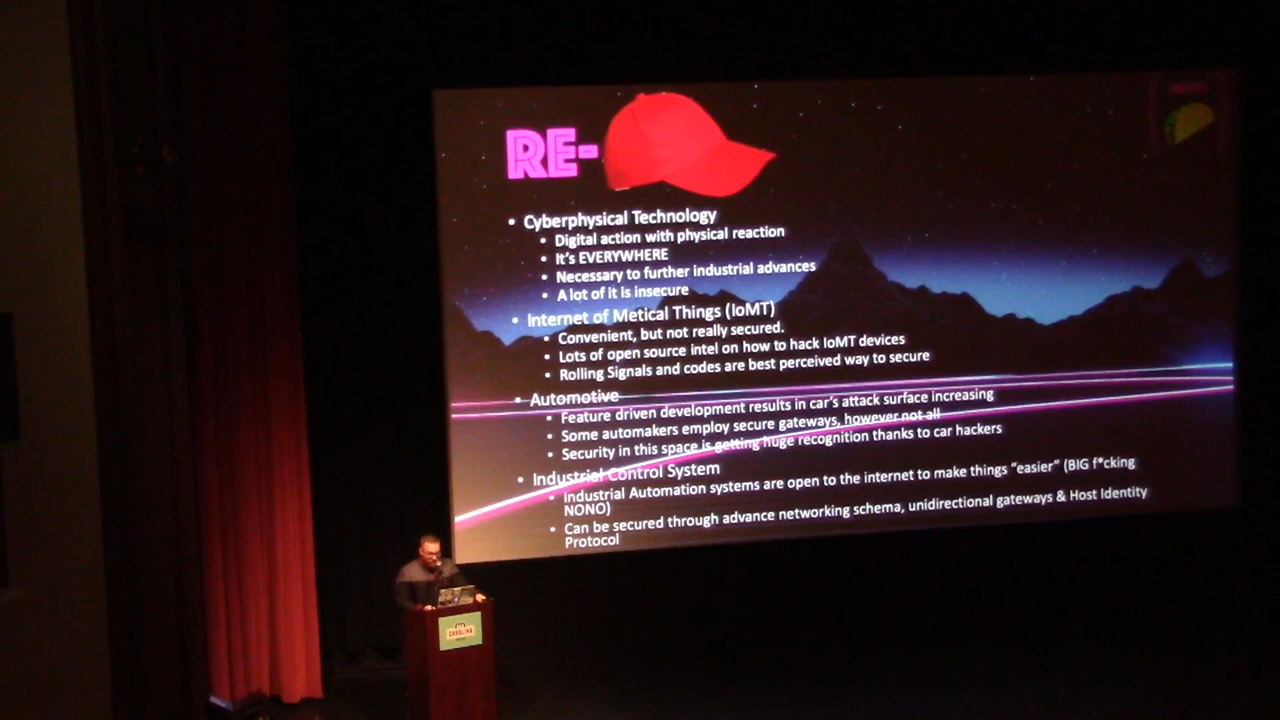 RE-
• Cyberphysical Technology
• Digital action with physical reaction
• It's EVERYWHERE
• Necessary to further industrial advances
• A lot of it is insecure
• Internet of Metical Things (IoMT)
• Convenient, but not really secured.
• Lots of open source intel on how to hack IoMT devices
• Rolling Signals and codes are best perceived way to secure
• Automotive
• Feature driven development results in car's attack surface increasing
• Some automakers employ secure gateways, however not all
• Security in this space is getting huge recognition thanks to car hackers
• Industrial Control System
• Industrial Automation systems are open to the internet to make things "easier" (BIG f*cking
NONO)
• Can be secured through advance networking schema, unidirectional gateways & Host Identity
Protocol
CAROLINA